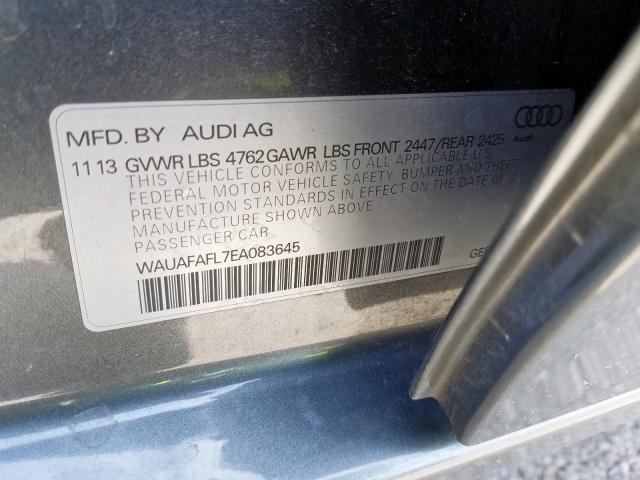 MFD. BY AUDI AG
Audi
11 13 GVWR LBS 4762 GAWR LBS FRONT 2447/REAR 2425
THIS VEHICLE CONFORMS TO ALL APPLICABLE U.S.
FEDERAL MOTOR VEHICLE SAFETY, BUMPER AND THEFT
PREVENTION STANDARDS IN EFFECT ON THE DATE OF
MANUFACTURE SHOWN ABOVE
PASSENGER CAR
WAUAFAFL7EA083645